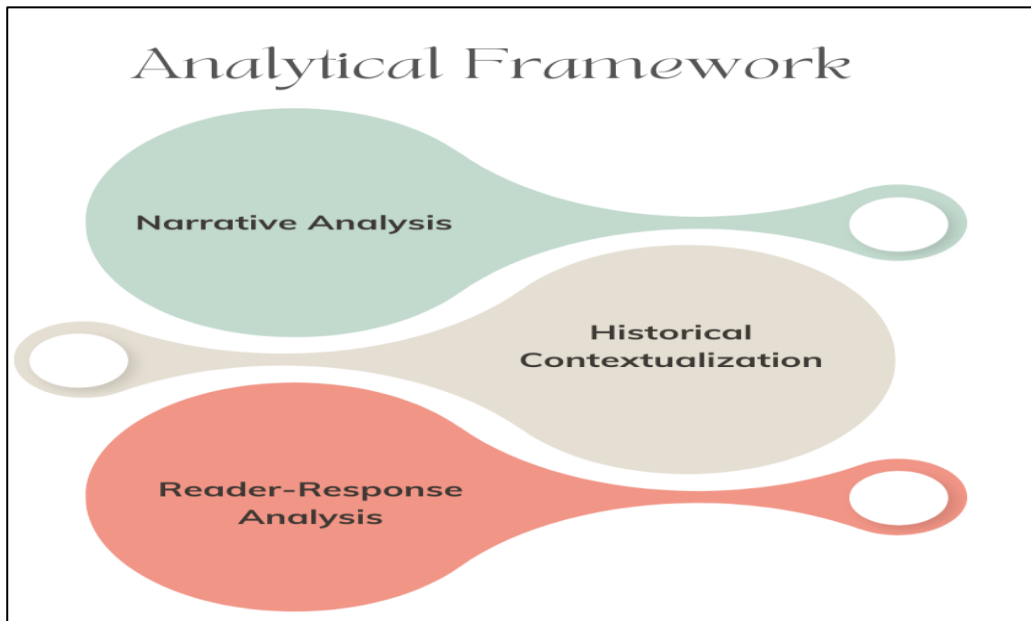 Analytical Framework
Narrative Analysis
Historical
Contextualization
Reader-Response
Analysis